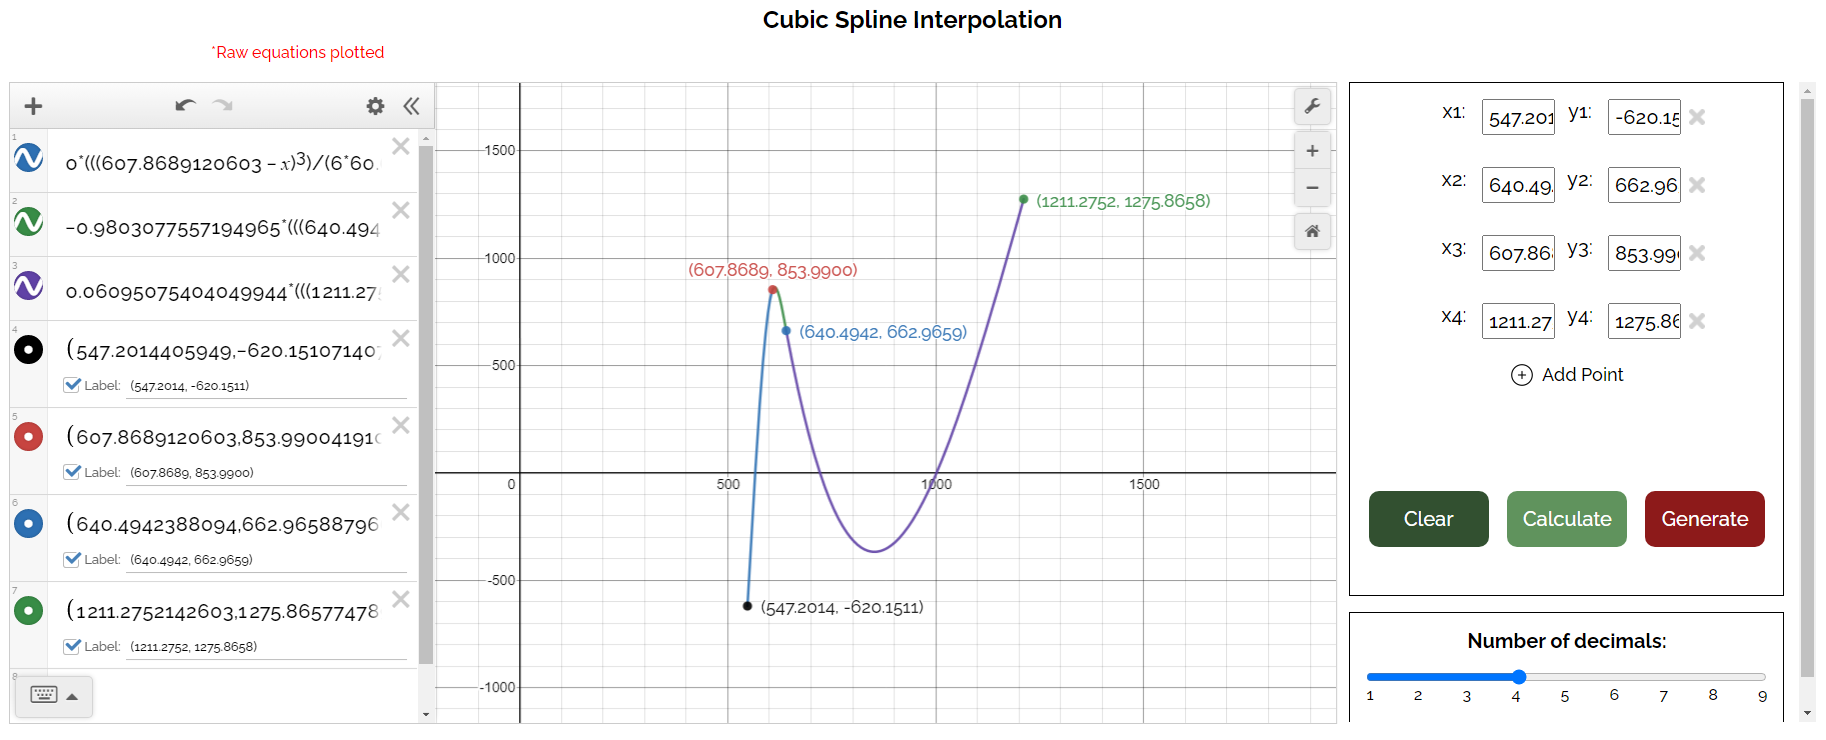 Cubic Spline Interpolation
*Raw equations plotted
1
0*(((607.8689120603 − x)^3)/(6*60.
2
−0.9803077557194965*(((640.494
3
0.06095075404049944*(((1211.27
4
(547.2014405949,−620.15107140
Label: (547.2014, -620.1511)
5
(607.8689120603,853.990041910
Label: (607.8689, 853.9900)
6
(640.4942388094,662.96588796
Label: (640.4942, 662.9659)
7
(1211.2752142603,1275.86577478
Label: (1211.2752, 1275.8658)
8
1500
1000
500
0
500
1000
1500
-500
-1000
(1211.2752, 1275.8658)
(607.8689, 853.9900)
(640.4942, 662.9659)
(547.2014, -620.1511)
x1: 547.201 y1: -620.15
x2: 640.49 y2: 662.96
x3: 607.86 y3: 853.99
x4: 1211.27 y4: 1275.86
Add Point
Clear Calculate Generate
Number of decimals:
1 2 3 4 5 6 7 8 9